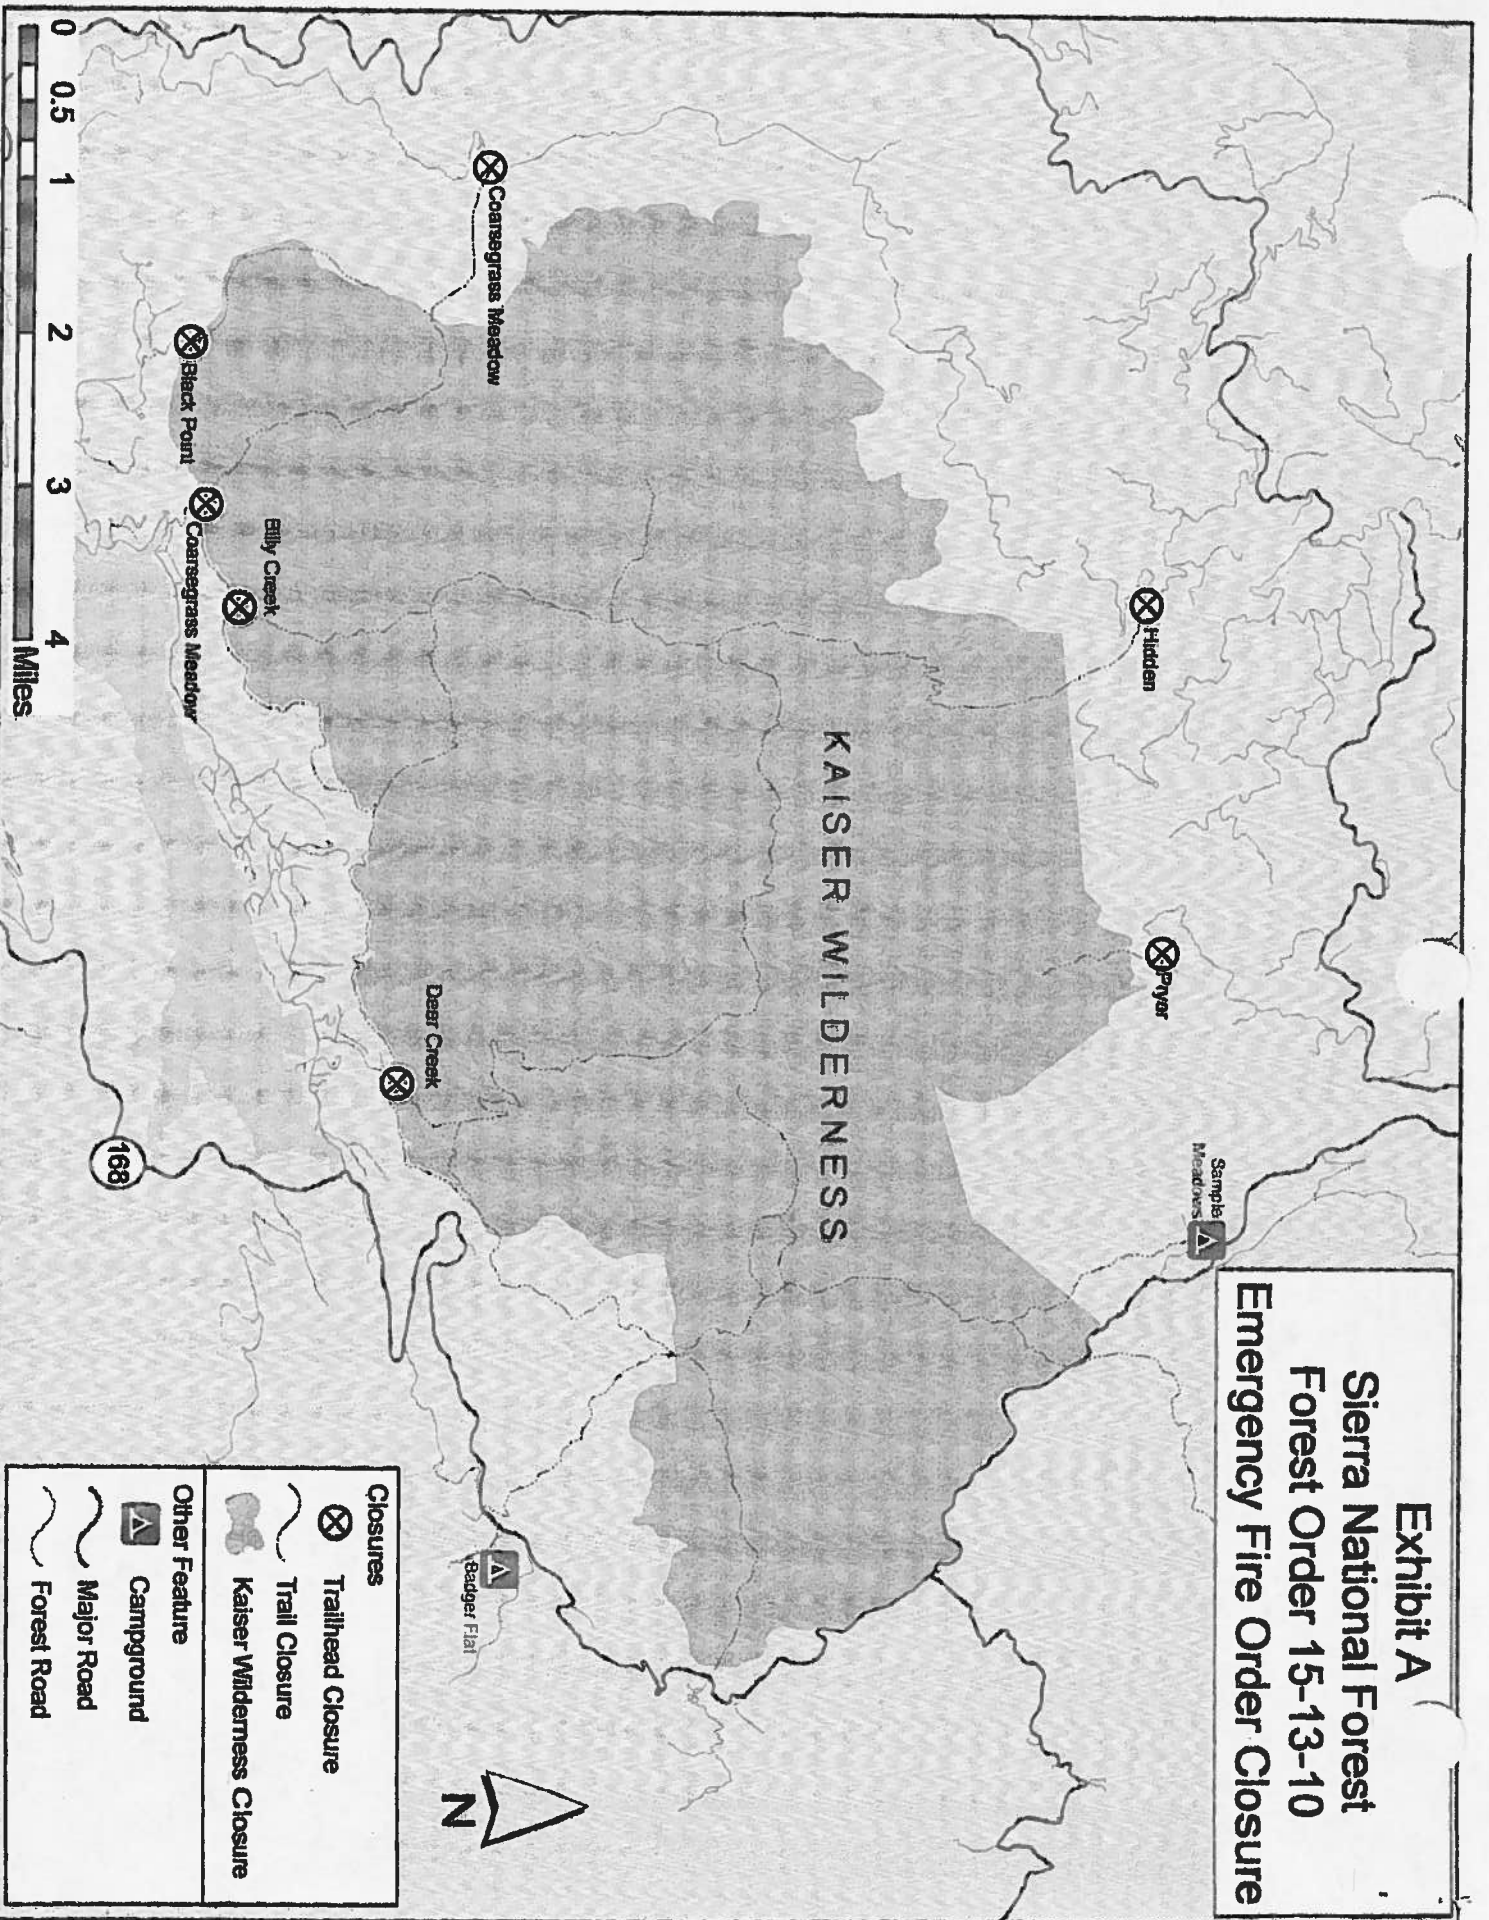 Exhibit A
Sierra National Forest
Forest Order 15-13-10
Emergency Fire Order Closure
Sample
Meadows
Hidden
Pryor
KAISER WILDERNESS
Coarsegrass Meadow
Deer Creek
Badger Flat
Billy Creek
Black Point
Coarsegrass Meadow
168
N
Closures
Trailhead Closure
Trail Closure
Kaiser Wilderness Closure
Other Feature
Campground
Major Road
Forest Road
0 0.5 1 2 3 4
Miles